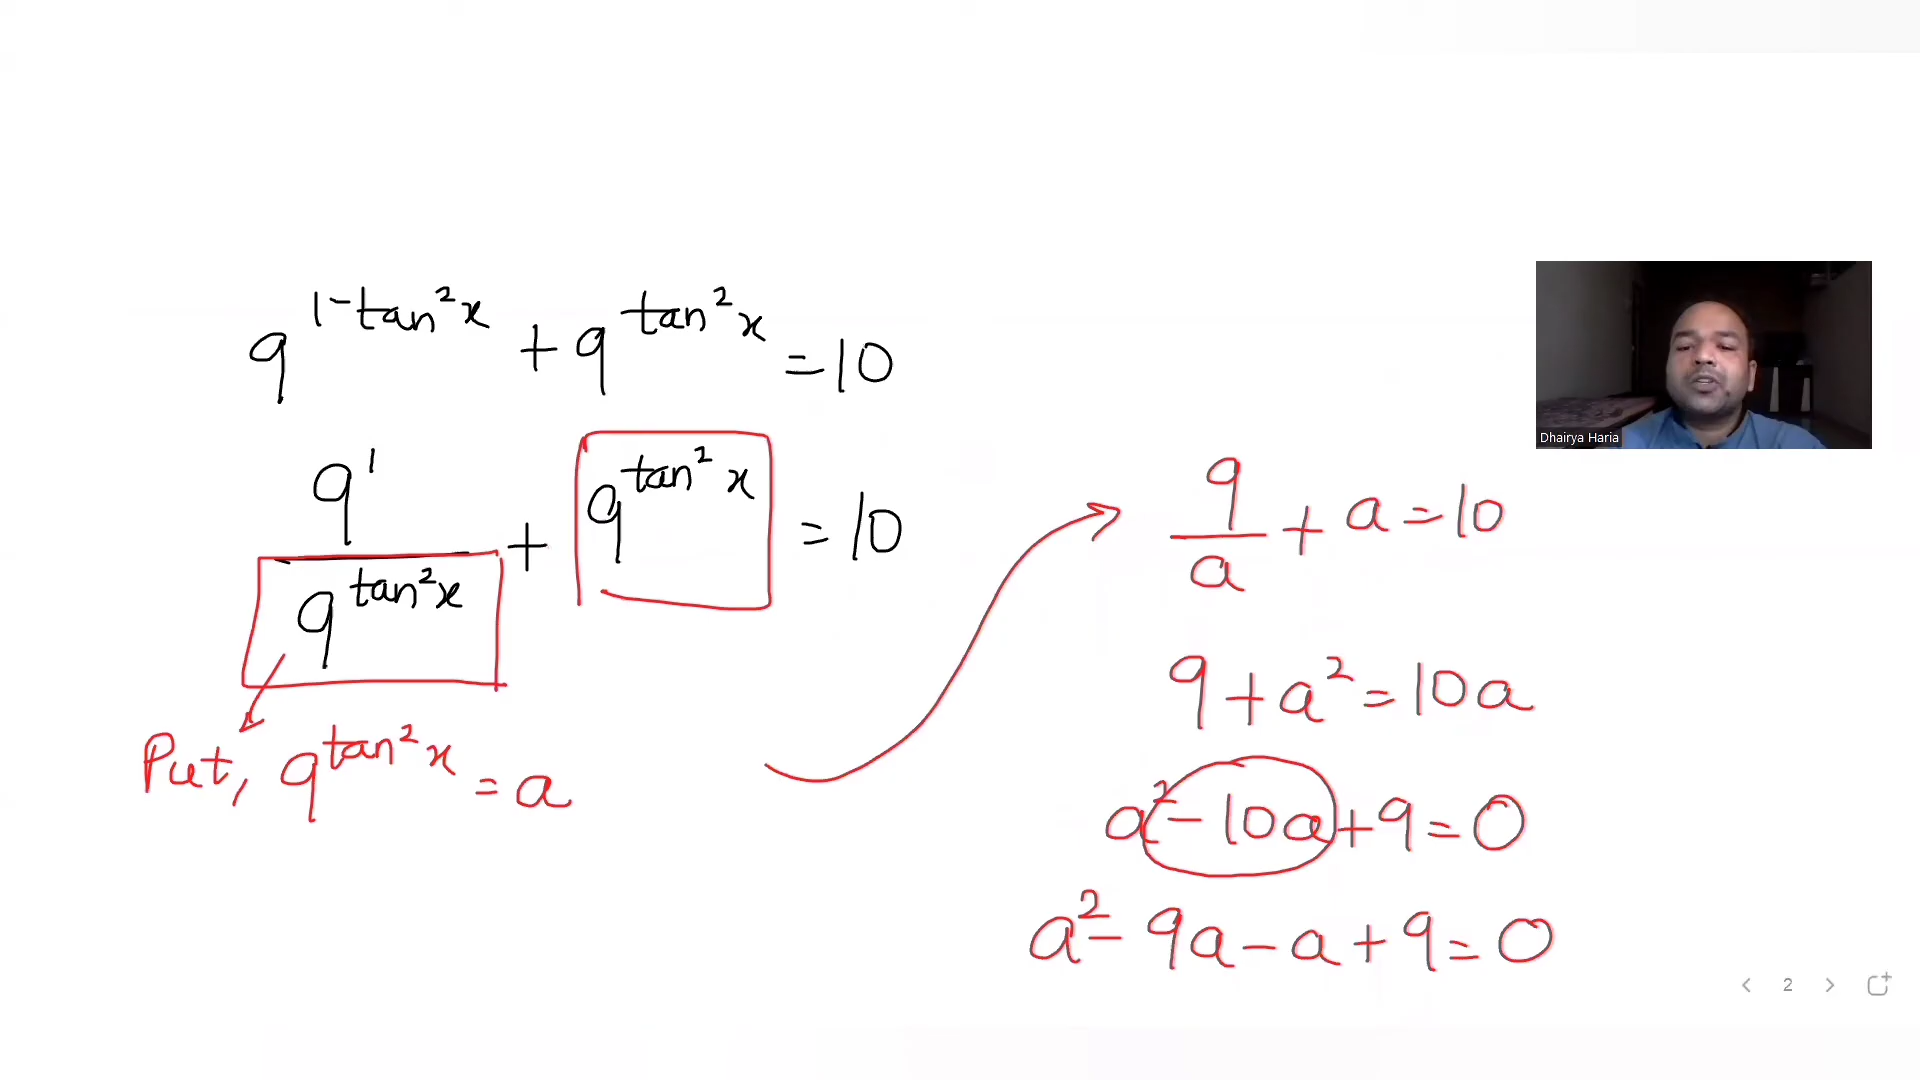 9^(1-tan²x) + 9^(tan²x) = 10
9¹/9^(tan²x) + 9^(tan²x) = 10
Put, 9^(tan²x) = a
9/a + a = 10
9 + a² = 10a
a² - 10a + 9 = 0
a² - 9a - a + 9 = 0
Dhairya Haria
2